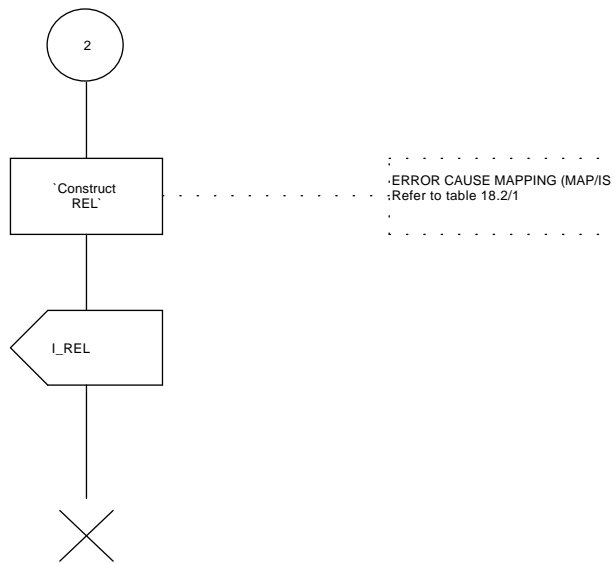 2
`Construct
REL`
ERROR CAUSE MAPPING (MAP/IS
Refer to table 18.2/1
I_REL